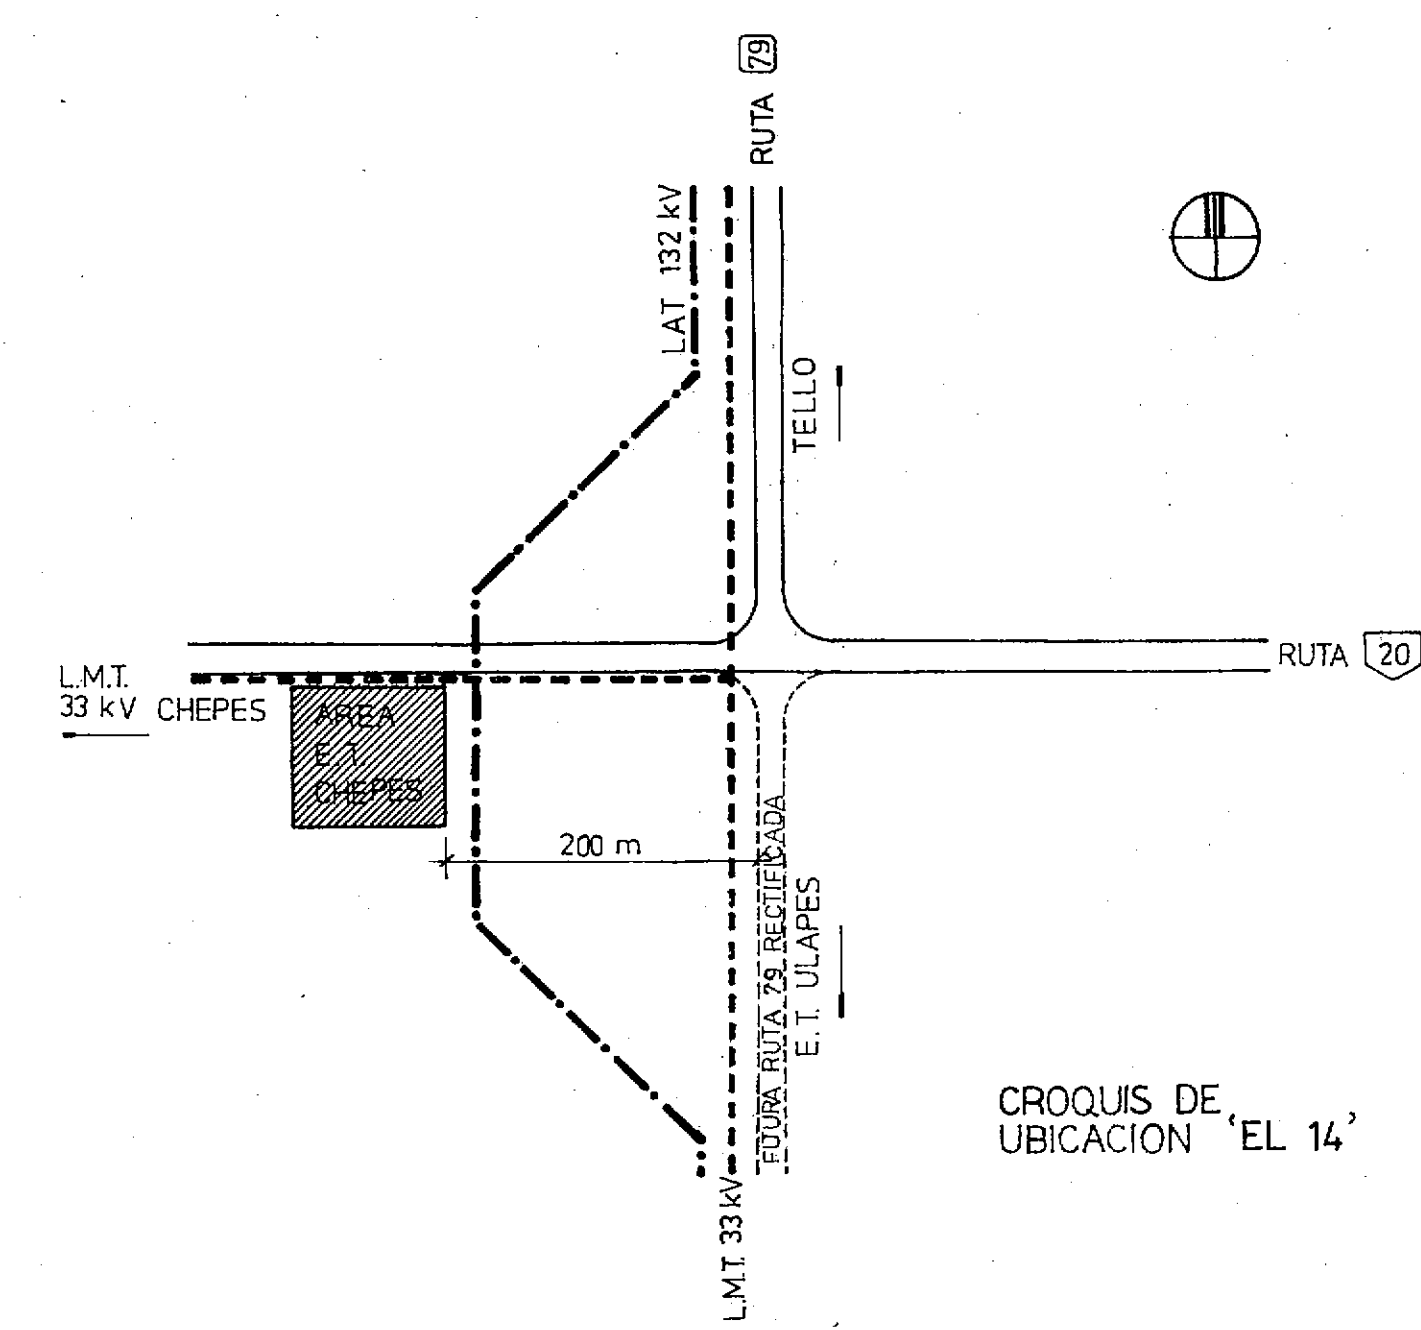 79
RUTA
LAT 132 kV
TELLO
RUTA 20
L.M.T.
33 kV CHEPES
AREA
E.T.
CHEPES
200 m
FUTURA RUTA 79 RECTIFICADA
E.T. ULAPES
CROQUIS DE
UBICACION 'EL 14'
L.M.T. 33 kV